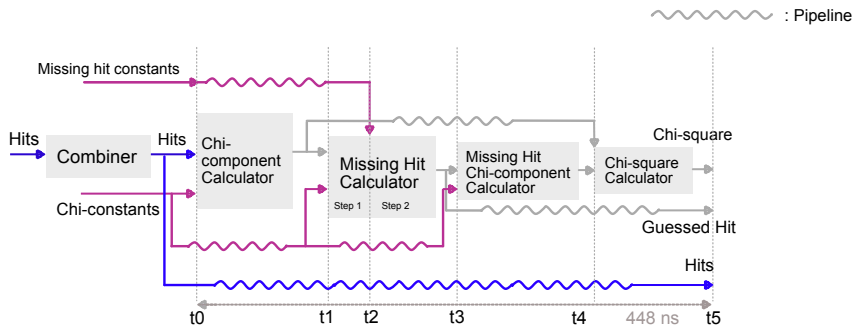 : Pipeline
Missing hit constants
Hits
Combiner
Hits
Chi-
component
Calculator
Chi-constants
Missing Hit
Calculator
Step 1
Step 2
Missing Hit
Chi-component
Calculator
Chi-square
Calculator
Chi-square
Guessed Hit
Hits
t0
t1
t2
t3
t4
448 ns
t5